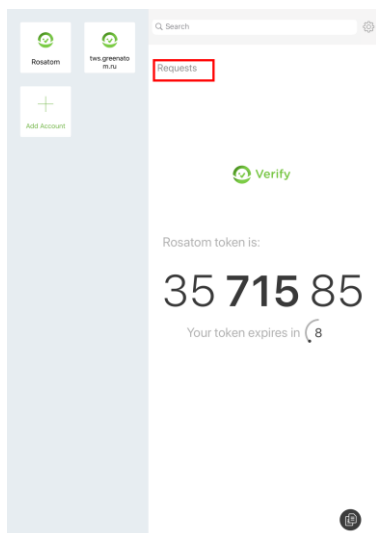 Rosatom
tws.greenato
m.ru
Add Account
Search
Requests
Verify
Rosatom token is:
35 715 85
Your token expires in 8